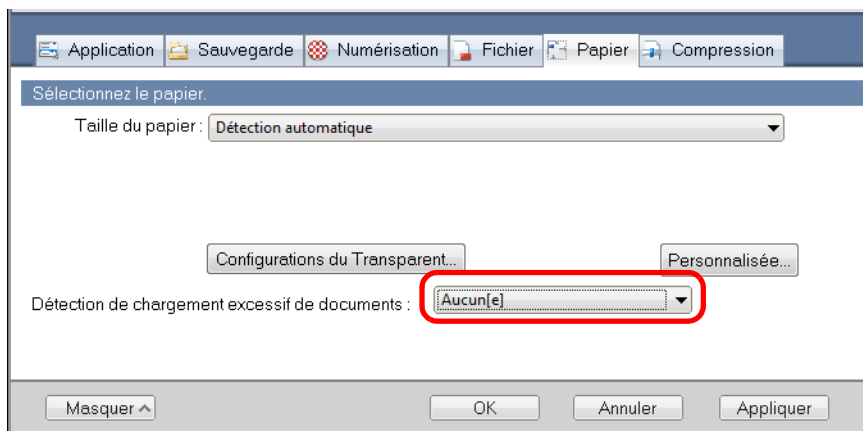 Application Sauvegarde Numérisation Fichier Papier Compression
Sélectionnez le papier.
Taille du papier : Détection automatique
Configurations du Transparent... Personnalisée...
Détection de chargement excessif de documents : Aucun[e]
Masquer OK Annuler Appliquer